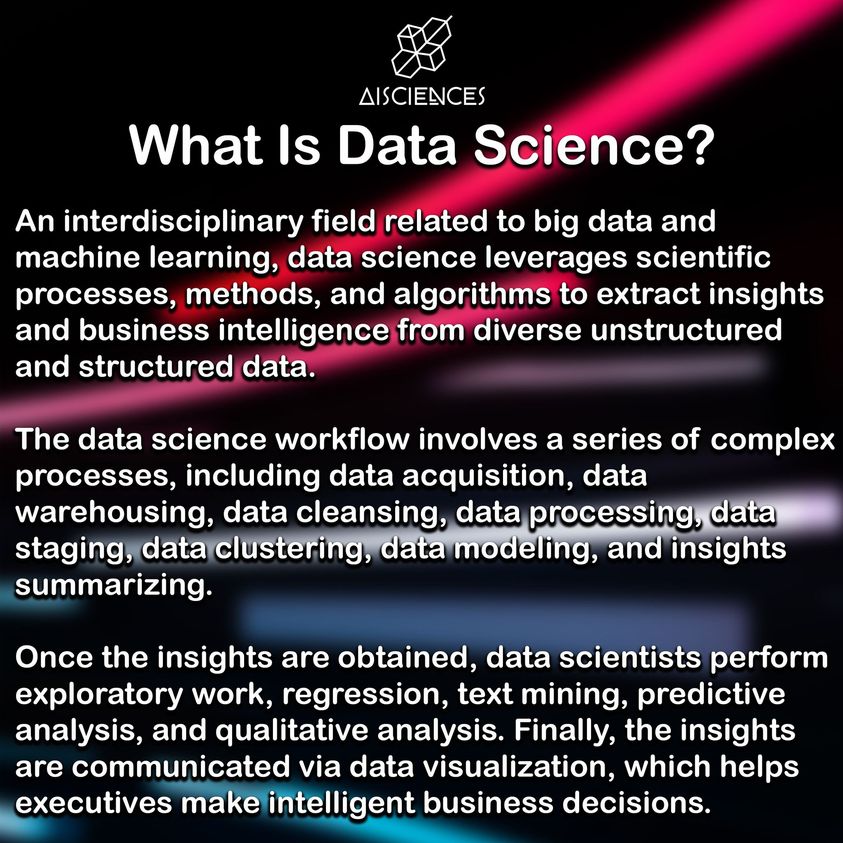 AISCIENCES
What Is Data Science?
An interdisciplinary field related to big data and
machine learning, data science leverages scientific
processes, methods, and algorithms to extract insights
and business intelligence from diverse unstructured
and structured data.
The data science workflow involves a series of complex
processes, including data acquisition, data
warehousing, data cleansing, data processing, data
staging, data clustering, data modeling, and insights
summarizing.
Once the insights are obtained, data scientists perform
exploratory work, regression, text mining, predictive
analysis, and qualitative analysis. Finally, the insights
are communicated via data visualization, which helps
executives make intelligent business decisions.